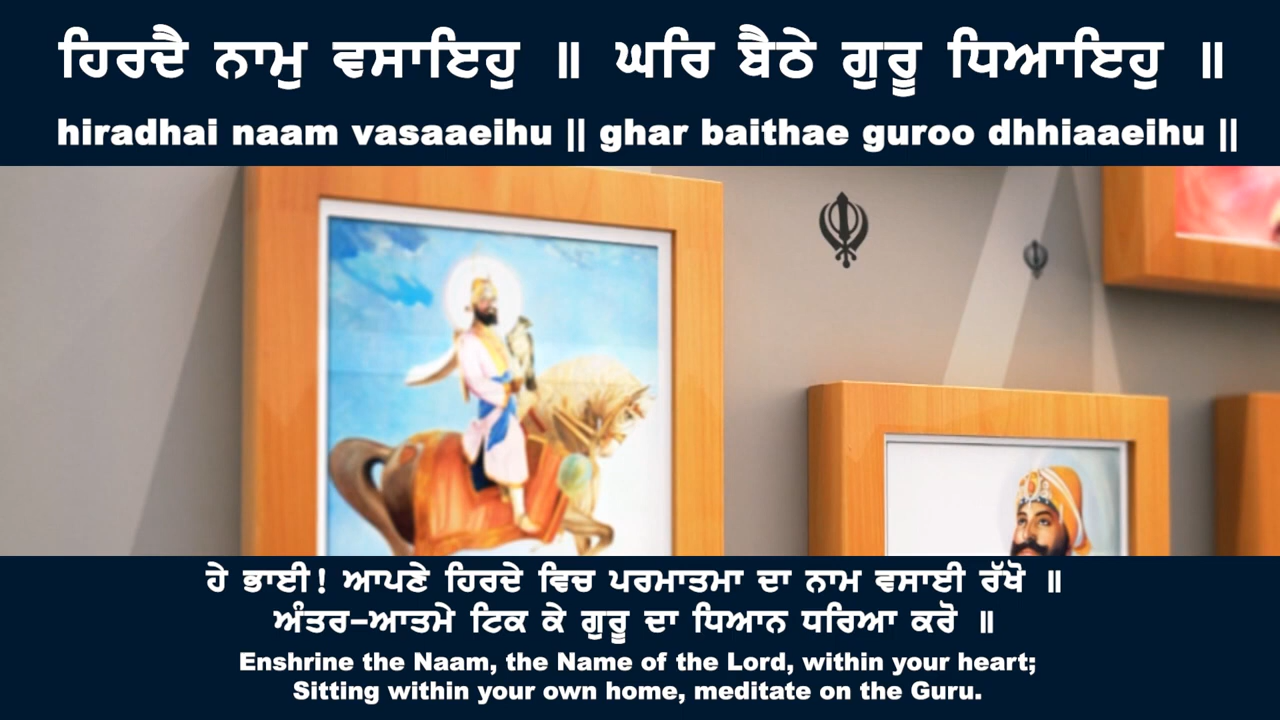 ਹਿਰਦੈ ਨਾਮੁ ਵਸਾਇਹੁ ॥ ਘਰਿ ਬੈਠੇ ਗੁਰੂ ਧਿਆਇਹੁ ॥
hiradhai naam vasaaeihu || ghar baithae guroo dhhiaaeihu ||
ਹੇ ਭਾਈ! ਆਪਣੇ ਹਿਰਦੇ ਵਿਚ ਪਰਮਾਤਮਾ ਦਾ ਨਾਮ ਵਸਾਈ ਰੱਖੋ ॥
ਅੰਤਰ-ਆਤਮੇ ਟਿਕ ਕੇ ਗੁਰੂ ਦਾ ਧਿਆਨ ਧਰਿਆ ਕਰੋ ॥
Enshrine the Naam, the Name of the Lord, within your heart;
Sitting within your own home, meditate on the Guru.